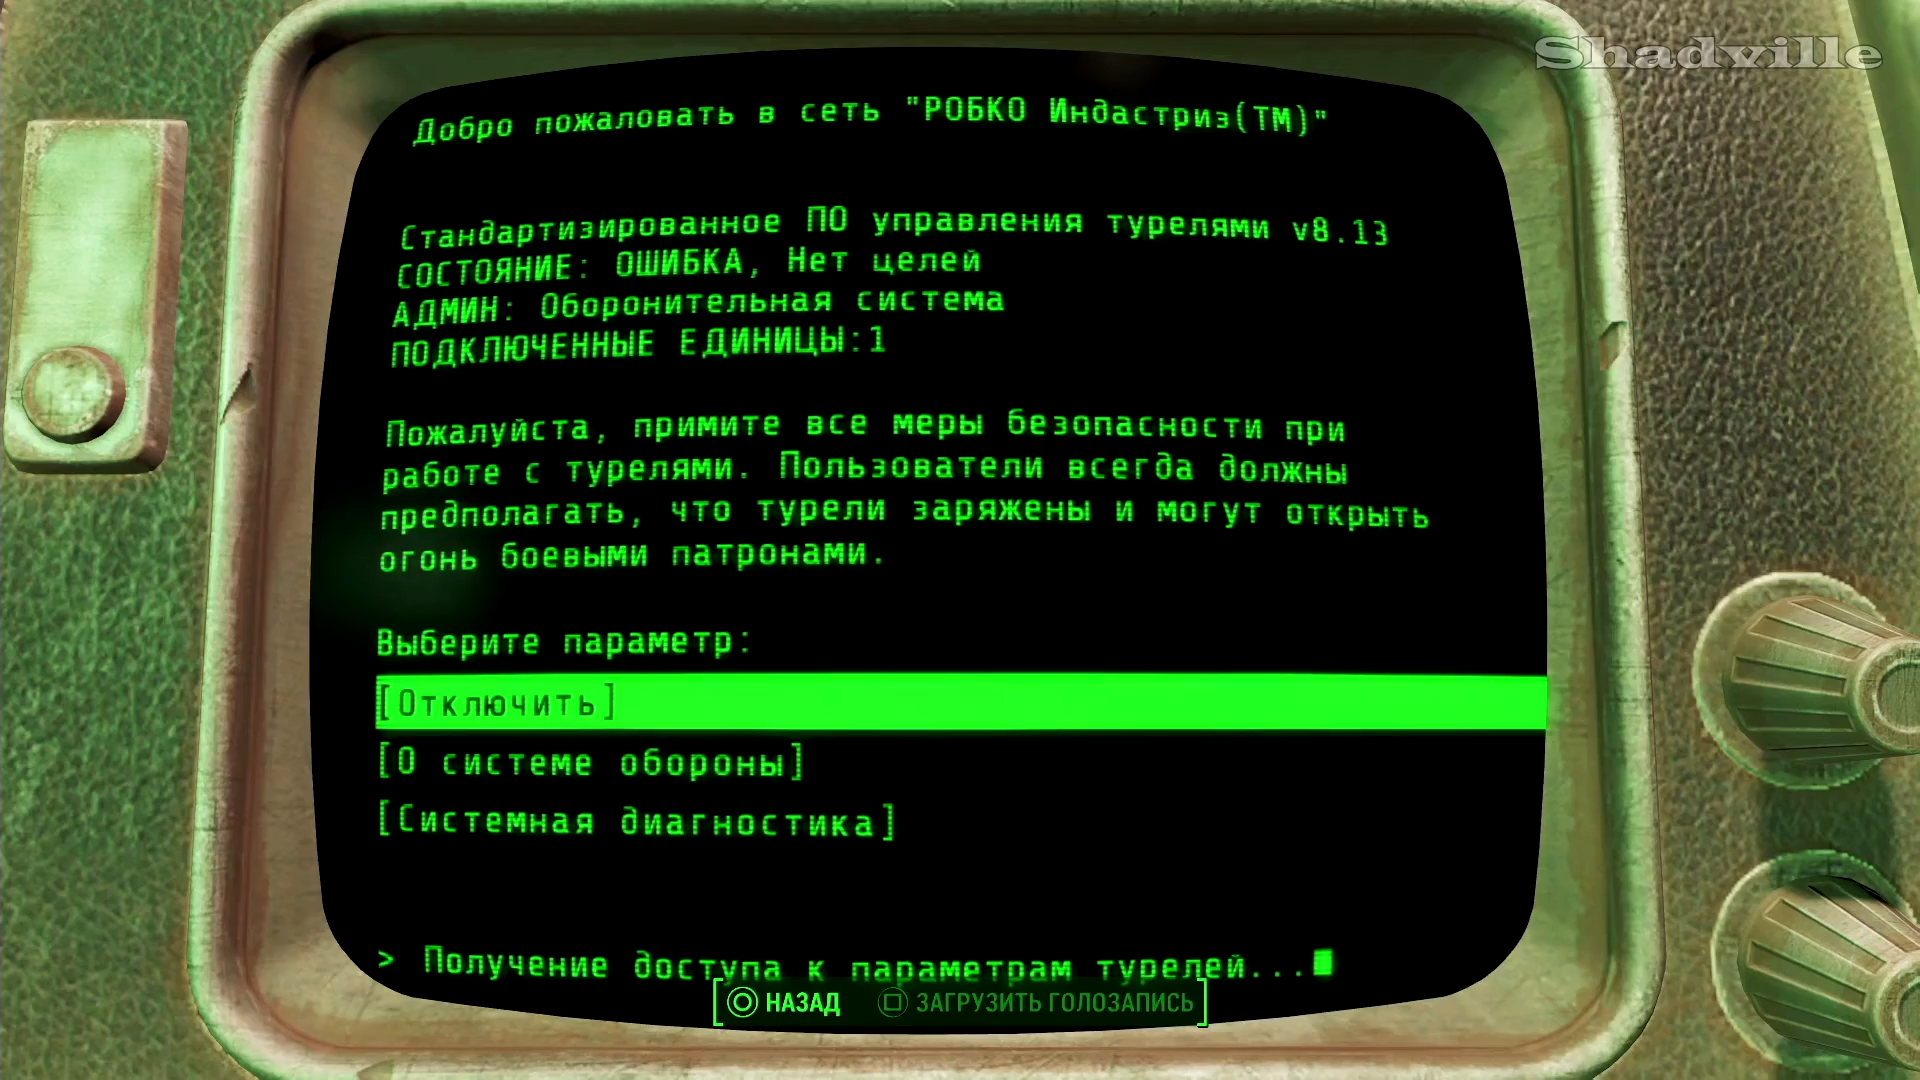 Shadville
Добро пожаловать в сеть "РОБКО Индастриз(ТМ)"
Стандартизированное ПО управления турелями v8.13
СОСТОЯНИЕ: ОШИБКА, Нет целей
АДМИН: Оборонительная система
ПОДКЛЮЧЕННЫЕ ЕДИНИЦЫ:1
Пожалуйста, примите все меры безопасности при
работе с турелями. Пользователи всегда должны
предполагать, что турели заряжены и могут открыть
огонь боевыми патронами.
Выберите параметр:
[Отключить]
[О системе обороны]
[Системная диагностика]
> Получение доступа к параметрам турелей...
НАЗАД ЗАГРУЗИТЬ ГОЛОЗАПИСЬ